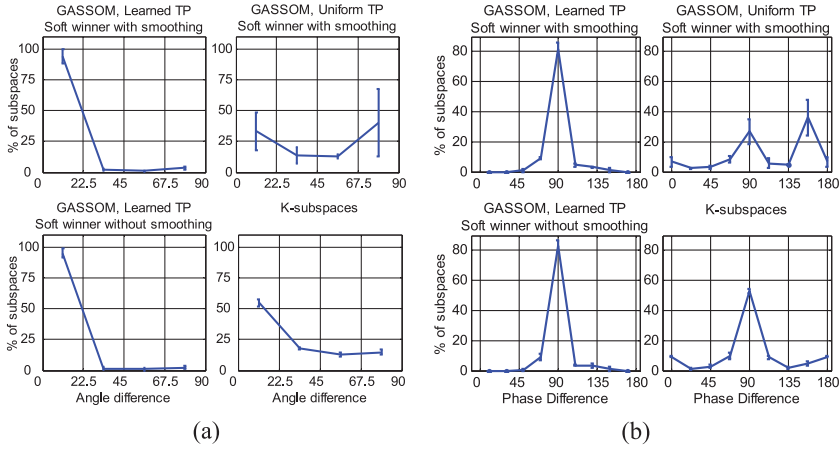 GASSOM, Learned TP
Soft winner with smoothing
GASSOM, Uniform TP
Soft winner with smoothing
% of subspaces
100
75
50
25
0
0 22.5 45 67.5 90
100
75
50
25
0
0 22.5 45 67.5 90
GASSOM, Learned TP
Soft winner without smoothing
K-subspaces
% of subspaces
100
75
50
25
0
0 22.5 45 67.5 90
Angle difference
100
75
50
25
0
0 22.5 45 67.5 90
Angle difference
(a)
GASSOM, Learned TP
Soft winner with smoothing
GASSOM, Uniform TP
Soft winner with smoothing
% of subspaces
80
60
40
20
0
0 45 90 135 180
80
60
40
20
0
0 45 90 135 180
GASSOM, Learned TP
Soft winner without smoothing
K-subspaces
% of subspaces
80
60
40
20
0
0 45 90 135 180
Phase Difference
80
60
40
20
0
0 45 90 135 180
Phase Difference
(b)